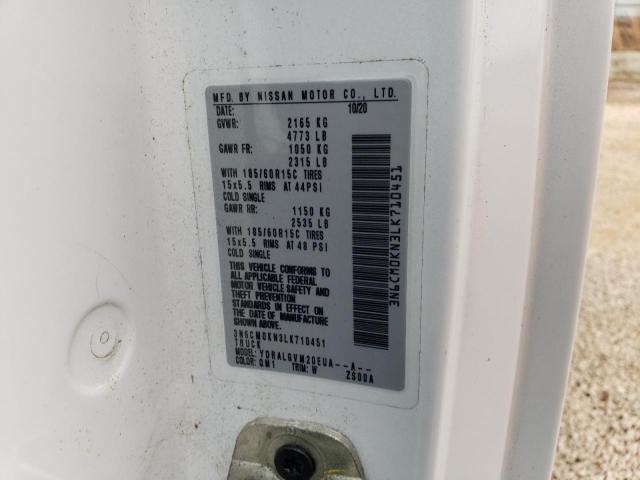 MFD. BY NISSAN MOTOR CO., LTD.
DATE: 10/20
GVWR: 2165 KG
4773 LB
GAWR FR: 1050 KG
2315 LB
WITH 185/60R15C TIRES
15x5.5 RIMS AT 44PSI
COLD SINGLE
GAWR RR: 1150 KG
2535 LB
WITH 185/60R15C TIRES
15x5.5 RIMS AT 48 PSI
COLD SINGLE
THIS VEHICLE CONFORMS TO
ALL APPLICABLE FEDERAL
MOTOR VEHICLE SAFETY AND
THEFT PREVENTION
STANDARDS IN EFFECT ON
THE DATE OF MANUFACTURE
SHOWN ABOVE.
3N6CM0KN3LK710451
TRUCK
MODEL: YDRALGVM20EUA--A--
COLOR: QM1 TRIM: W ZS00A
3N6CM0KN3LK710451